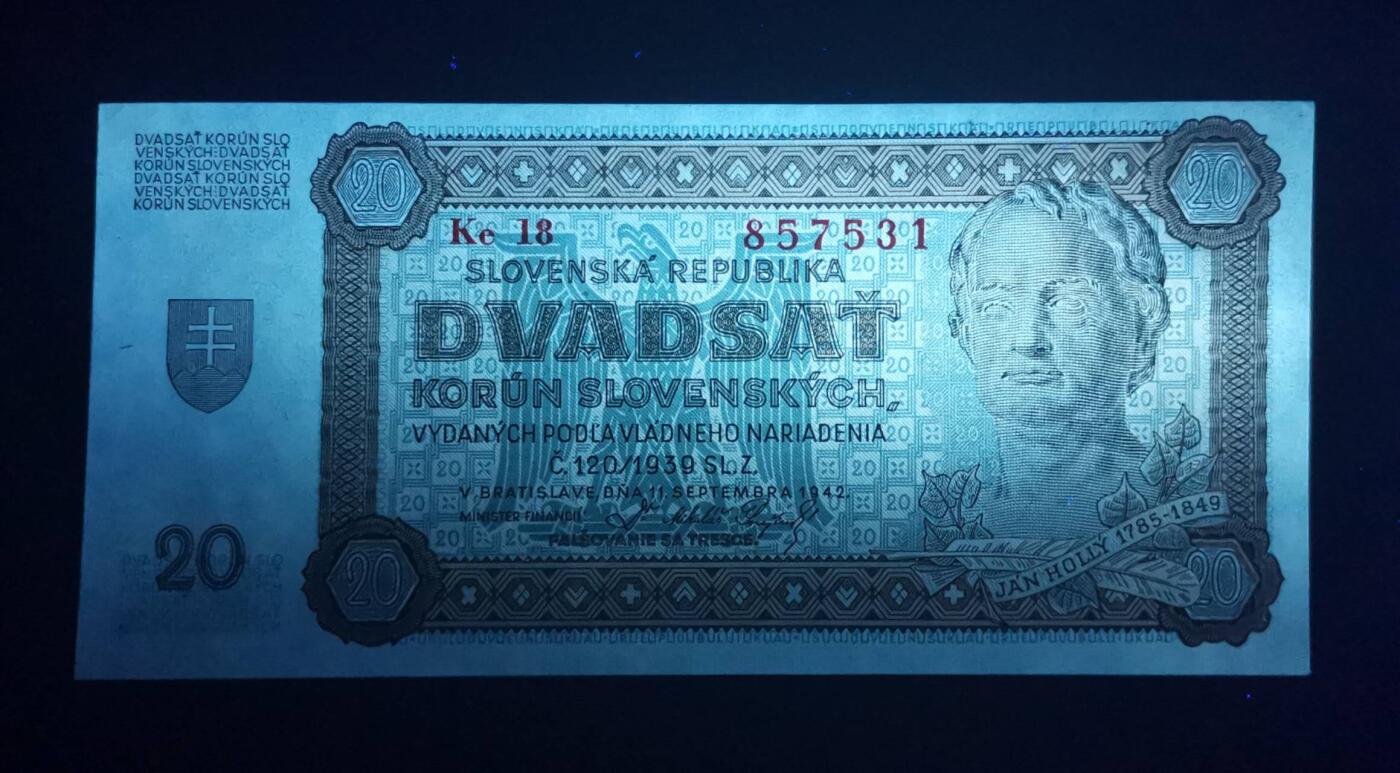 DVADSAŤ KORÚN SLO
VENSKÝCH:DVADSAŤ
KORÚN SLOVENSKÝCH
DVADSAŤ KORÚN SLO
VENSKÝCH:DVADSAŤ
KORÚN SLOVENSKÝCH
20
20
Ke 18 857531
SLOVENSKÁ REPUBLIKA
DVADSAŤ
KORÚN SLOVENSKÝCH,
VYDANÝCH PODĽA VLÁDNEHO NARIADENIA
Č. 120/1939 SL. Z.
V BRATISLAVE DŇA 11. SEPTEMBRA 1942.
MINISTER FINANCIÍ:
FALŠOVANIE SA TRESCE.
JÁN HOLLÝ 1785-1849
20
20
20